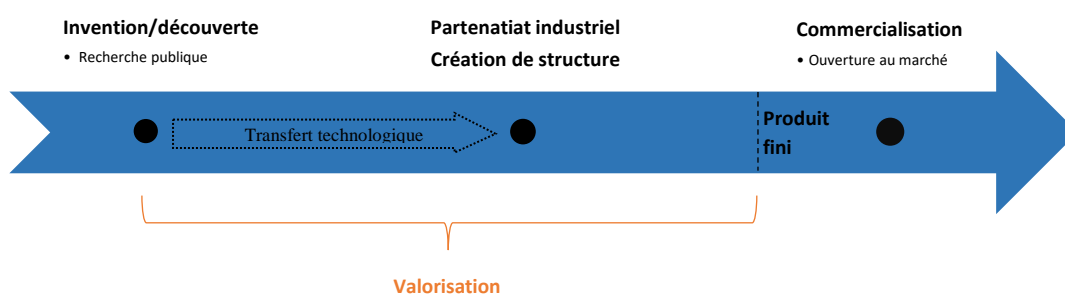 Invention/découverte
• Recherche publique
Partenatiat industriel
Création de structure
Commercialisation
• Ouverture au marché
Transfert technologique
Produit
fini
Valorisation